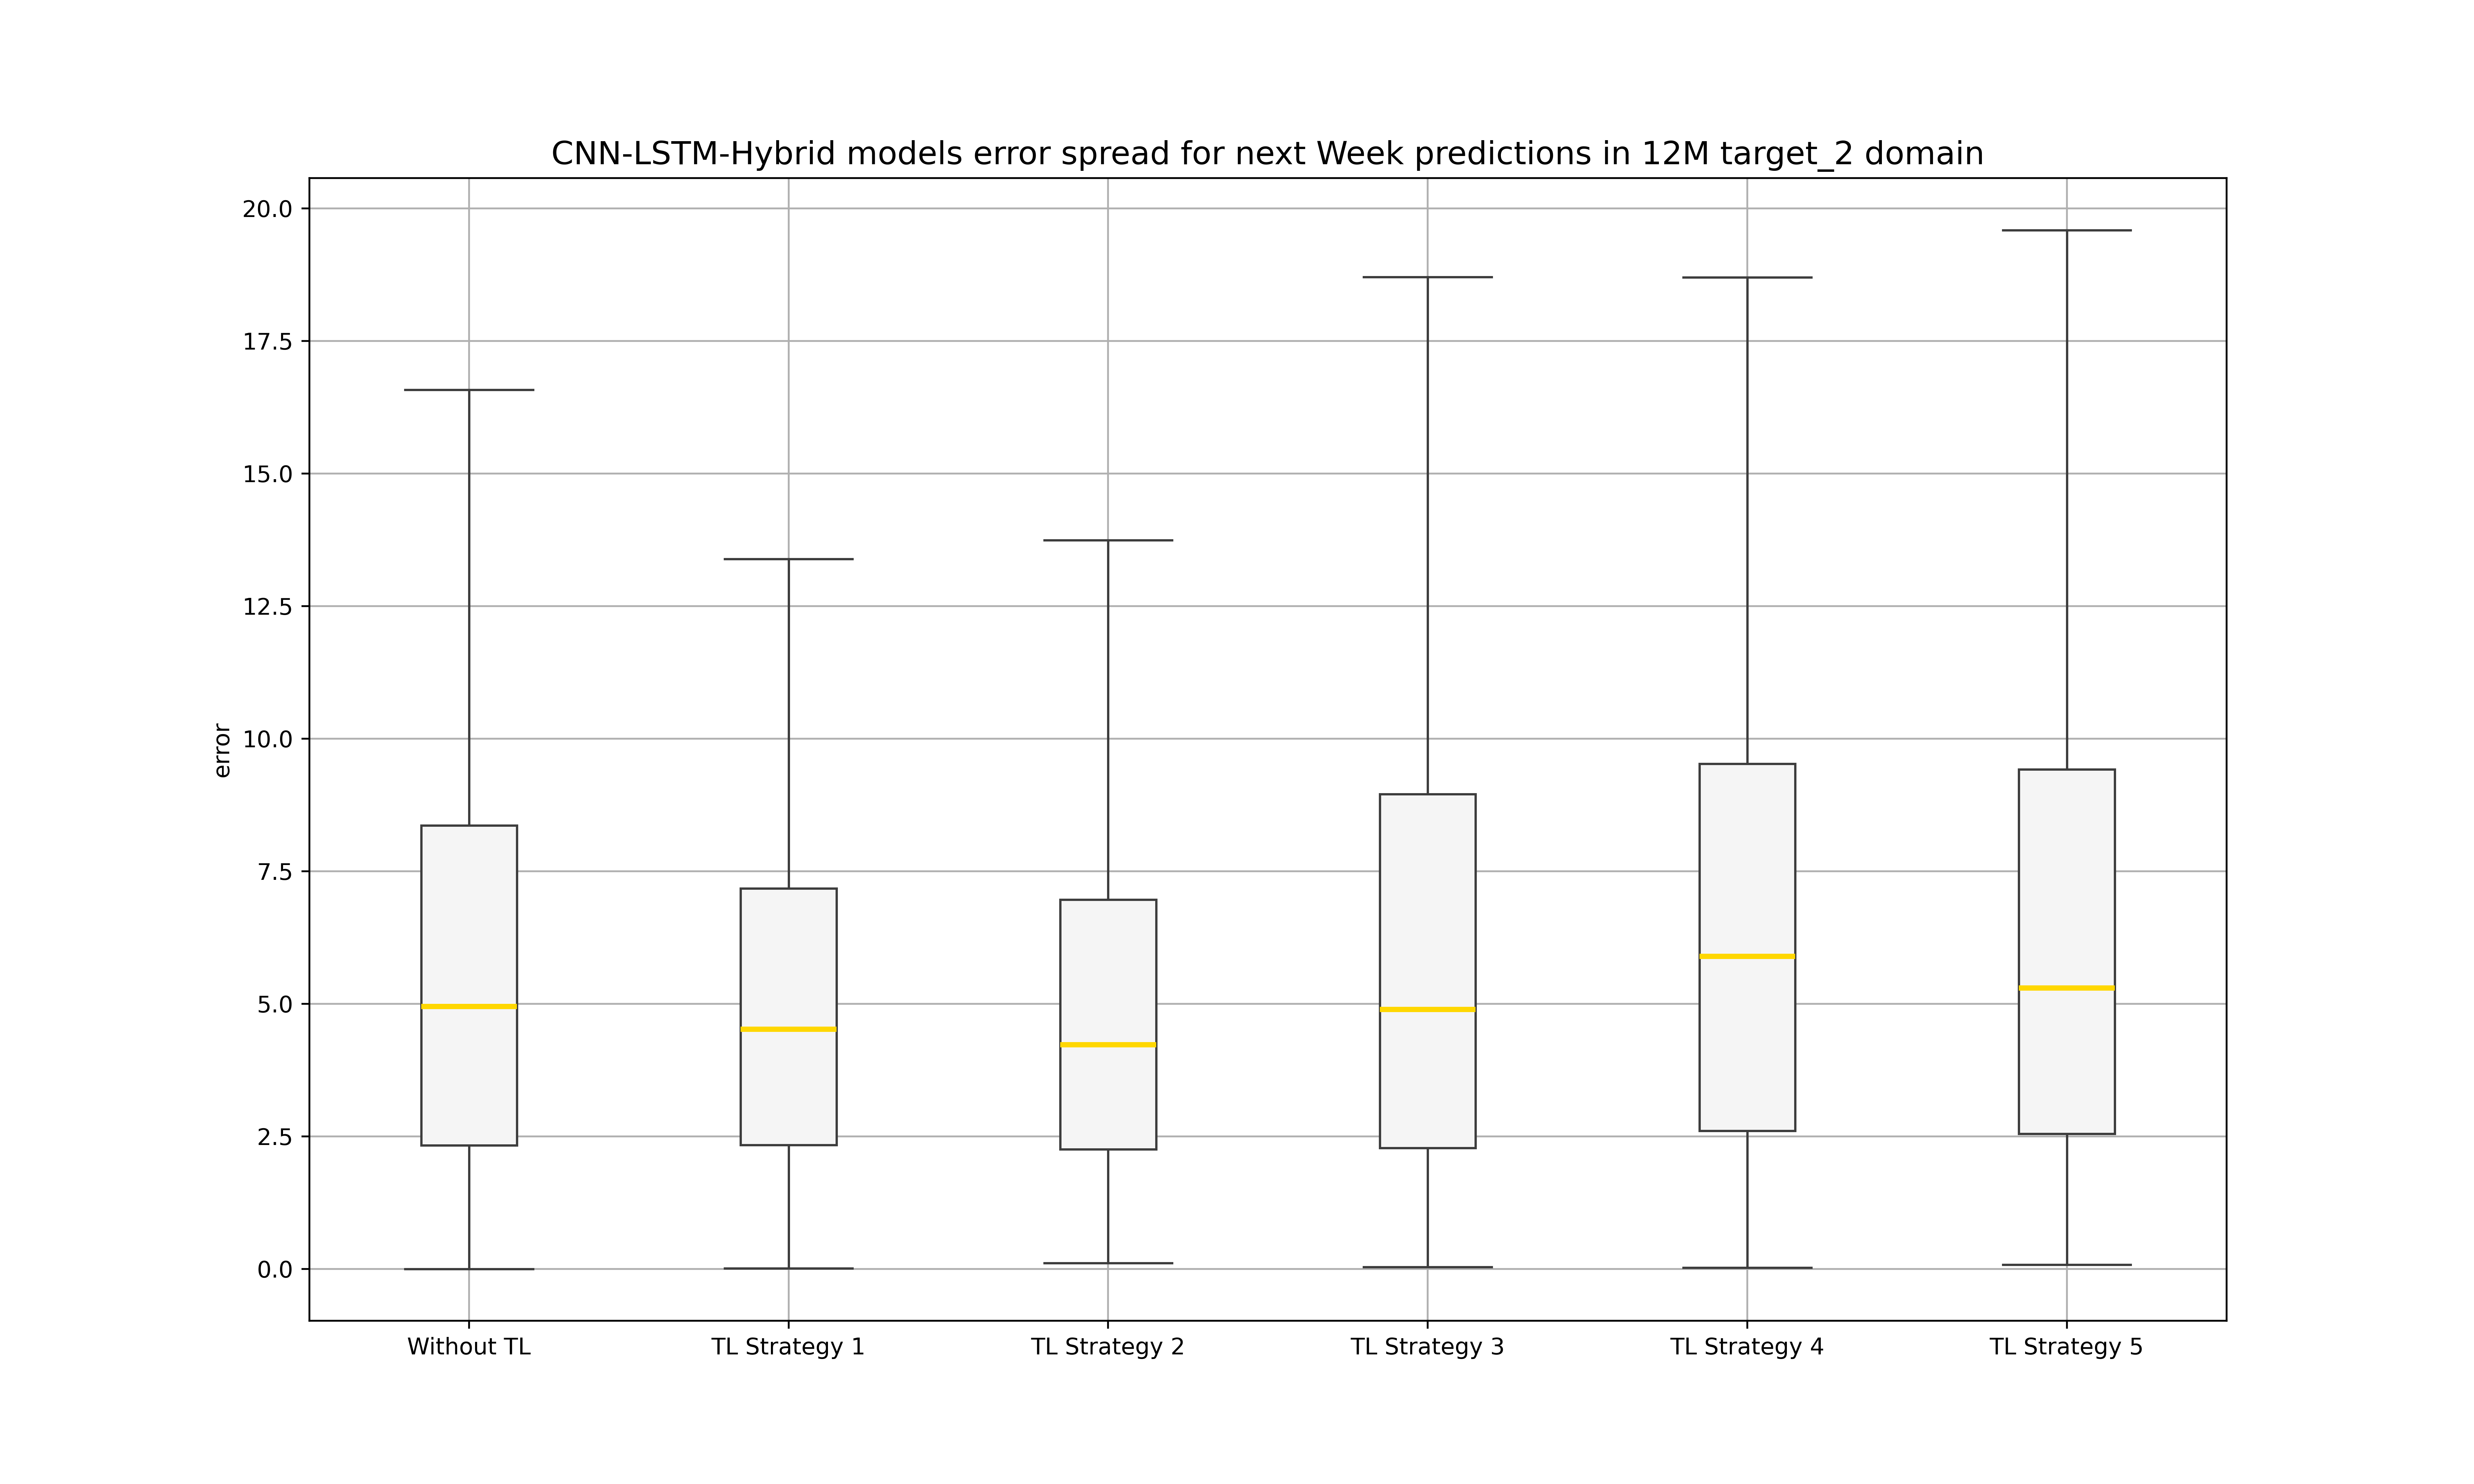 CNN-LSTM-Hybrid models error spread for next Week predictions in 12M target_2 domain
20.0
17.5
15.0
12.5
10.0
7.5
5.0
2.5
0.0
error
Without TL
TL Strategy 1
TL Strategy 2
TL Strategy 3
TL Strategy 4
TL Strategy 5